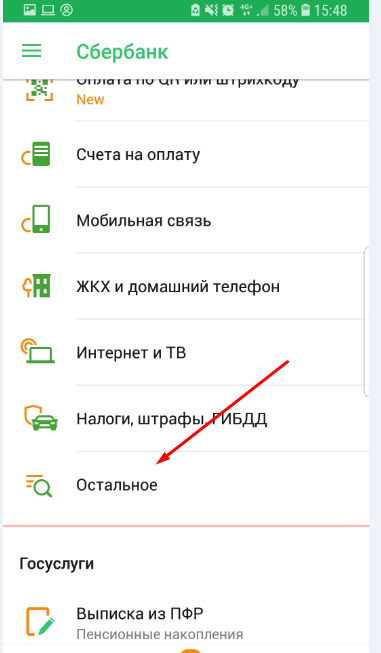 4G+ 58% 15:48
Сбербанк
Оплата по QR или штрихкоду
New
Счета на оплату
Мобильная связь
ЖКХ и домашний телефон
Интернет и ТВ
Налоги, штрафы, ГИБДД
Остальное
Госуслуги
Выписка из ПФР
Пенсионные накопления